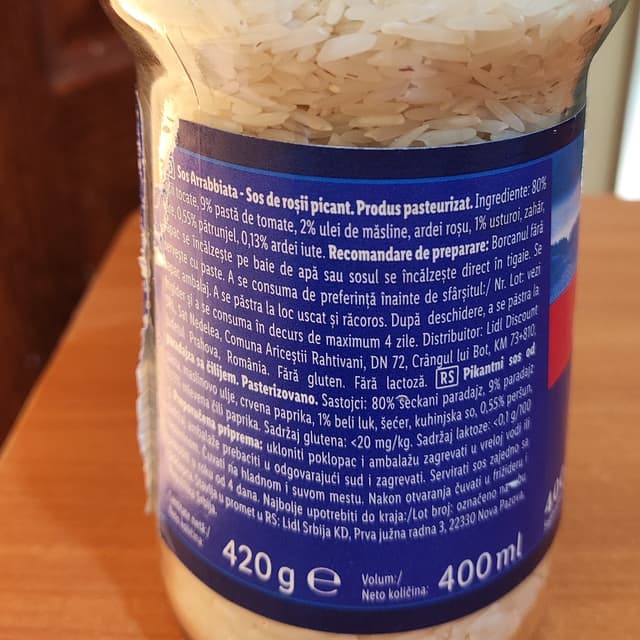 Sos Arrabbiata - Sos de roșii picant. Produs pasteurizat. Ingrediente: 80%
tocate, 9% pastă de tomate, 2% ulei de măsline, ardei roșu, 1% usturoi, zahăr,
0,55% pătrunjel, 0,13% ardei iute. Recomandare de preparare: Borcanul fără
se încălzește pe baie de apă sau sosul se încălzește direct în tigaie. Se
cu paste. A se consuma de preferință înainte de sfârșitul:/ Nr. Lot: vezi
ambalaj. A se păstra la loc uscat și răcoros. După deschidere, a se păstra la
și a se consuma în decurs de maximum 4 zile. Distribuitor: Lidl Discount
Sat Nedelea, Comuna Ariceștii Rahtivani, DN 72, Crângul lui Bot, KM 73+810,
Prahova, România. Fără gluten. Fără lactoză. RS Pikantni sos od
sa čilijem. Pasterizovano. Sastojci: 80% seckani paradajz, 9% paradajz
maslinovo ulje, crvena paprika, 1% beli luk, šećer, kuhinjska so, 0,55% peršun,
čili paprika. Sadržaj glutena: <20 mg/kg. Sadržaj laktoze: <0,1 g/100
priprema: ukloniti poklopac i ambalažu zagrevati u vreloj vodi ili
ambalaže prebaciti u odgovarajući sud i zagrevati. Servirati sos zajedno sa
Čuvati na hladnom i suvom mestu. Nakon otvaranja čuvati u frižideru i
u roku od 4 dana. Najbolje upotrebiti do kraja:/Lot broj: označeno na
u promet u RS: Lidl Srbija KD, Prva južna radna 3, 22330 Nova Pazova,
420 g e Volum:/ 400 ml
Neto količina: